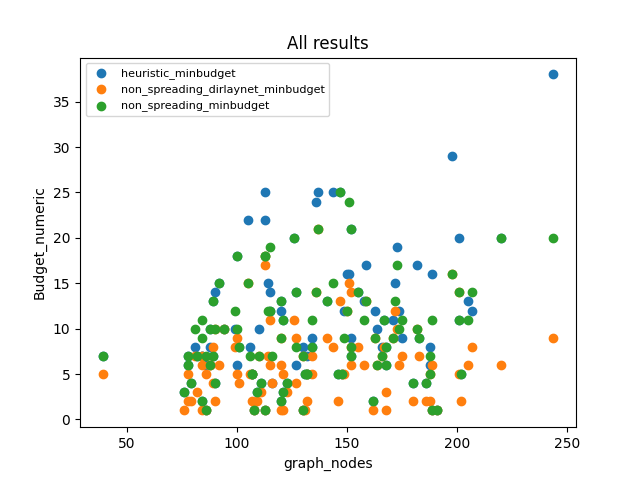 All results
heuristic_minbudget
non_spreading_dirlaynet_minbudget
non_spreading_minbudget
Budget_numeric
35
30
25
20
15
10
5
0
50
100
150
200
250
graph_nodes